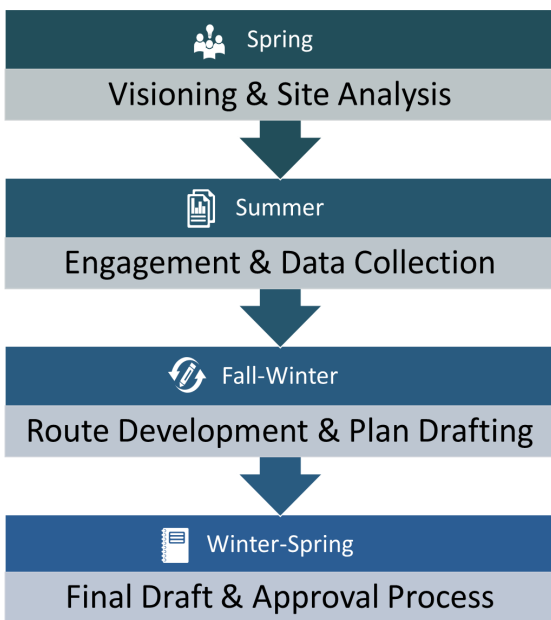 Spring
Visioning & Site Analysis
Summer
Engagement & Data Collection
Fall-Winter
Route Development & Plan Drafting
Winter-Spring
Final Draft & Approval Process